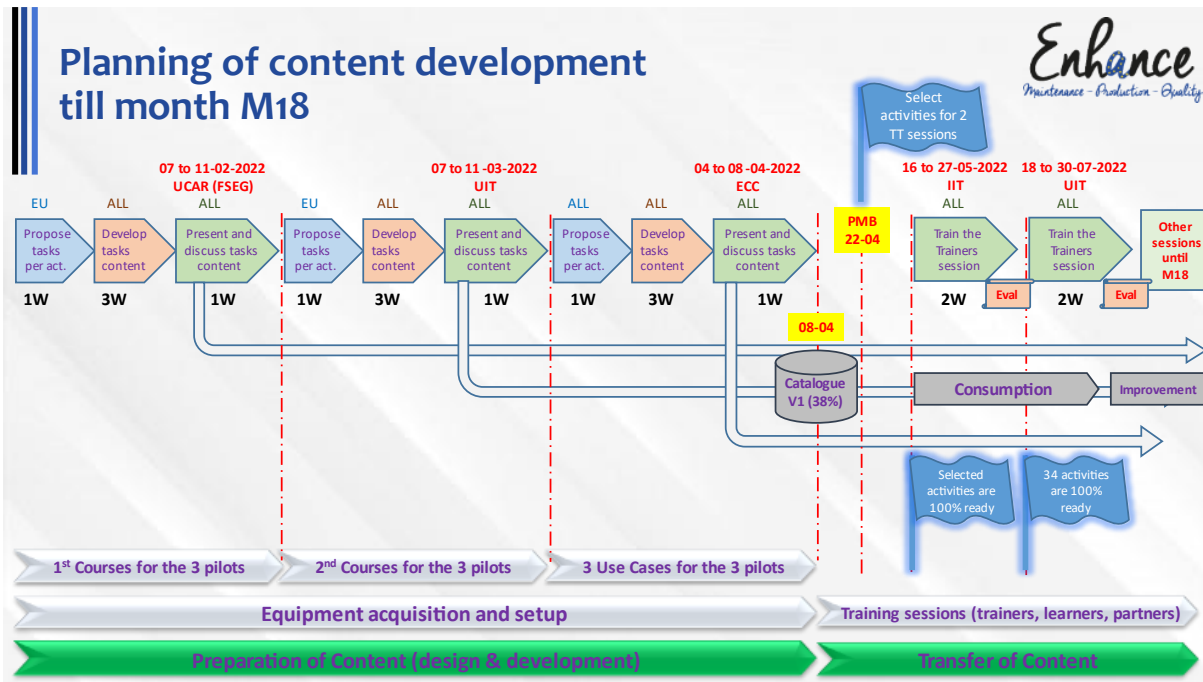 Planning of content development
till month M18
Enhance
Maintenance - Production - Quality
Select
activities for 2
TT sessions
07 to 11-02-2022
UCAR (FSEG)
07 to 11 -03-2022
UIT
04 to 08 -04-2022
ECC
16 to 27-05-2022
IIT
18 to 30-07-2022
UIT
EU
ALL
ALL
EU
ALL
ALL
ALL
ALL
ALL
ALL
ALL
Propose
tasks
per act.
Develop
tasks
content
Present and
discuss tasks
content
Propose
tasks
per act.
Develop
tasks
content
Present and
discuss tasks
content
Propose
tasks
per act.
Develop
tasks
content
Present and
discuss tasks
content
PMB
22-04
Train the
Trainers
session
Train the
Trainers
session
Other
sessions
until
M18
1W
3W
1W
1W
3W
1W
1W
3W
1W
2W
Eval
2W
Eval
08-04
Catalogue
V1 (38%)
Consumption
Improvement
Selected
activities are
100% ready
34 activities
are 100%
ready
1st Courses for the 3 pilots
2nd Courses for the 3 pilots
3 Use Cases for the 3 pilots
Equipment acquisition and setup
Training sessions (trainers, learners, partners)
Preparation of Content (design & development)
Transfer of Content